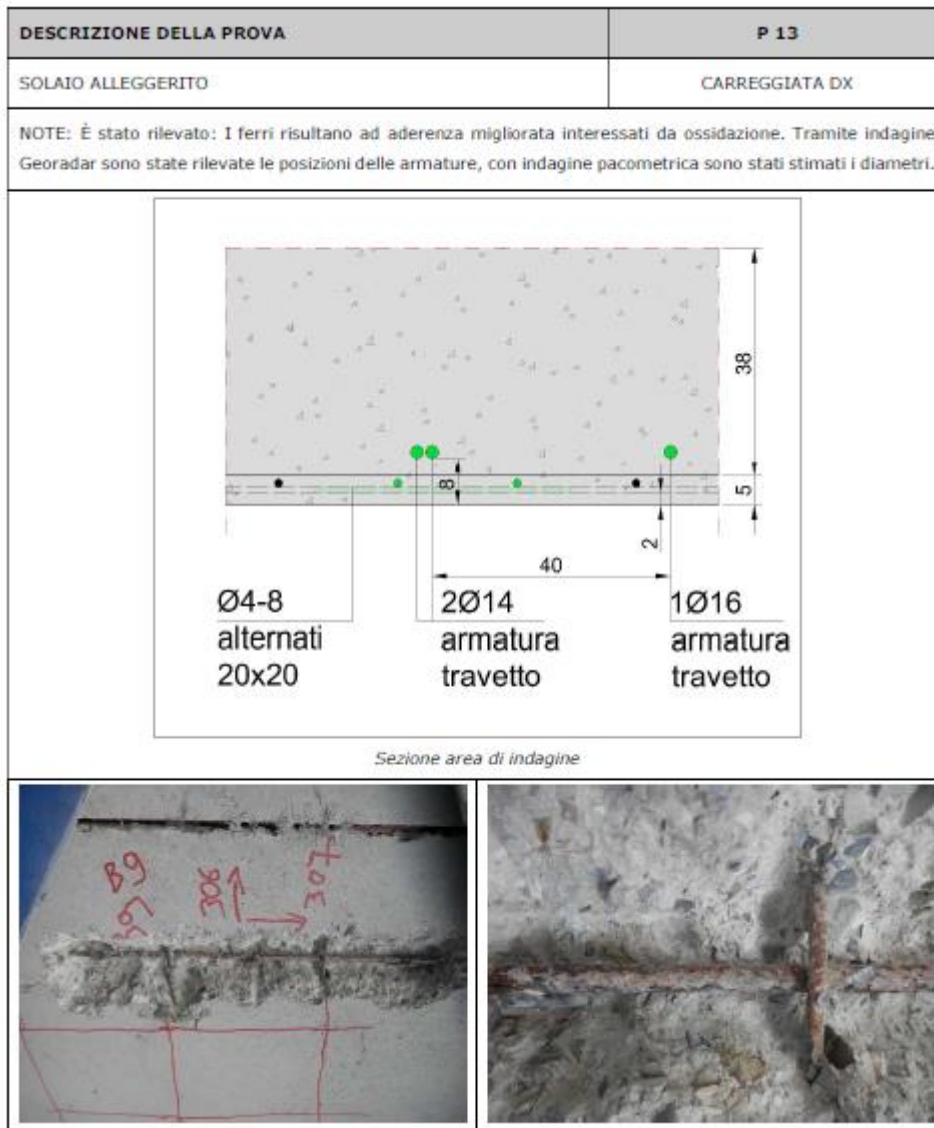 DESCRIZIONE DELLA PROVA
P 13
SOLAIO ALLEGGERITO
CARREGGIATA DX
NOTE: È stato rilevato: I ferri risultano ad aderenza migliorata interessati da ossidazione. Tramite indagine
Georadar sono state rilevate le posizioni delle armature, con indagine pacometrica sono stati stimati i diametri.
38
8
5
2
40
Ø4-8
alternati
20x20
2Ø14
armatura
travetto
1Ø16
armatura
travetto
Sezione area di indagine
B9
306
307